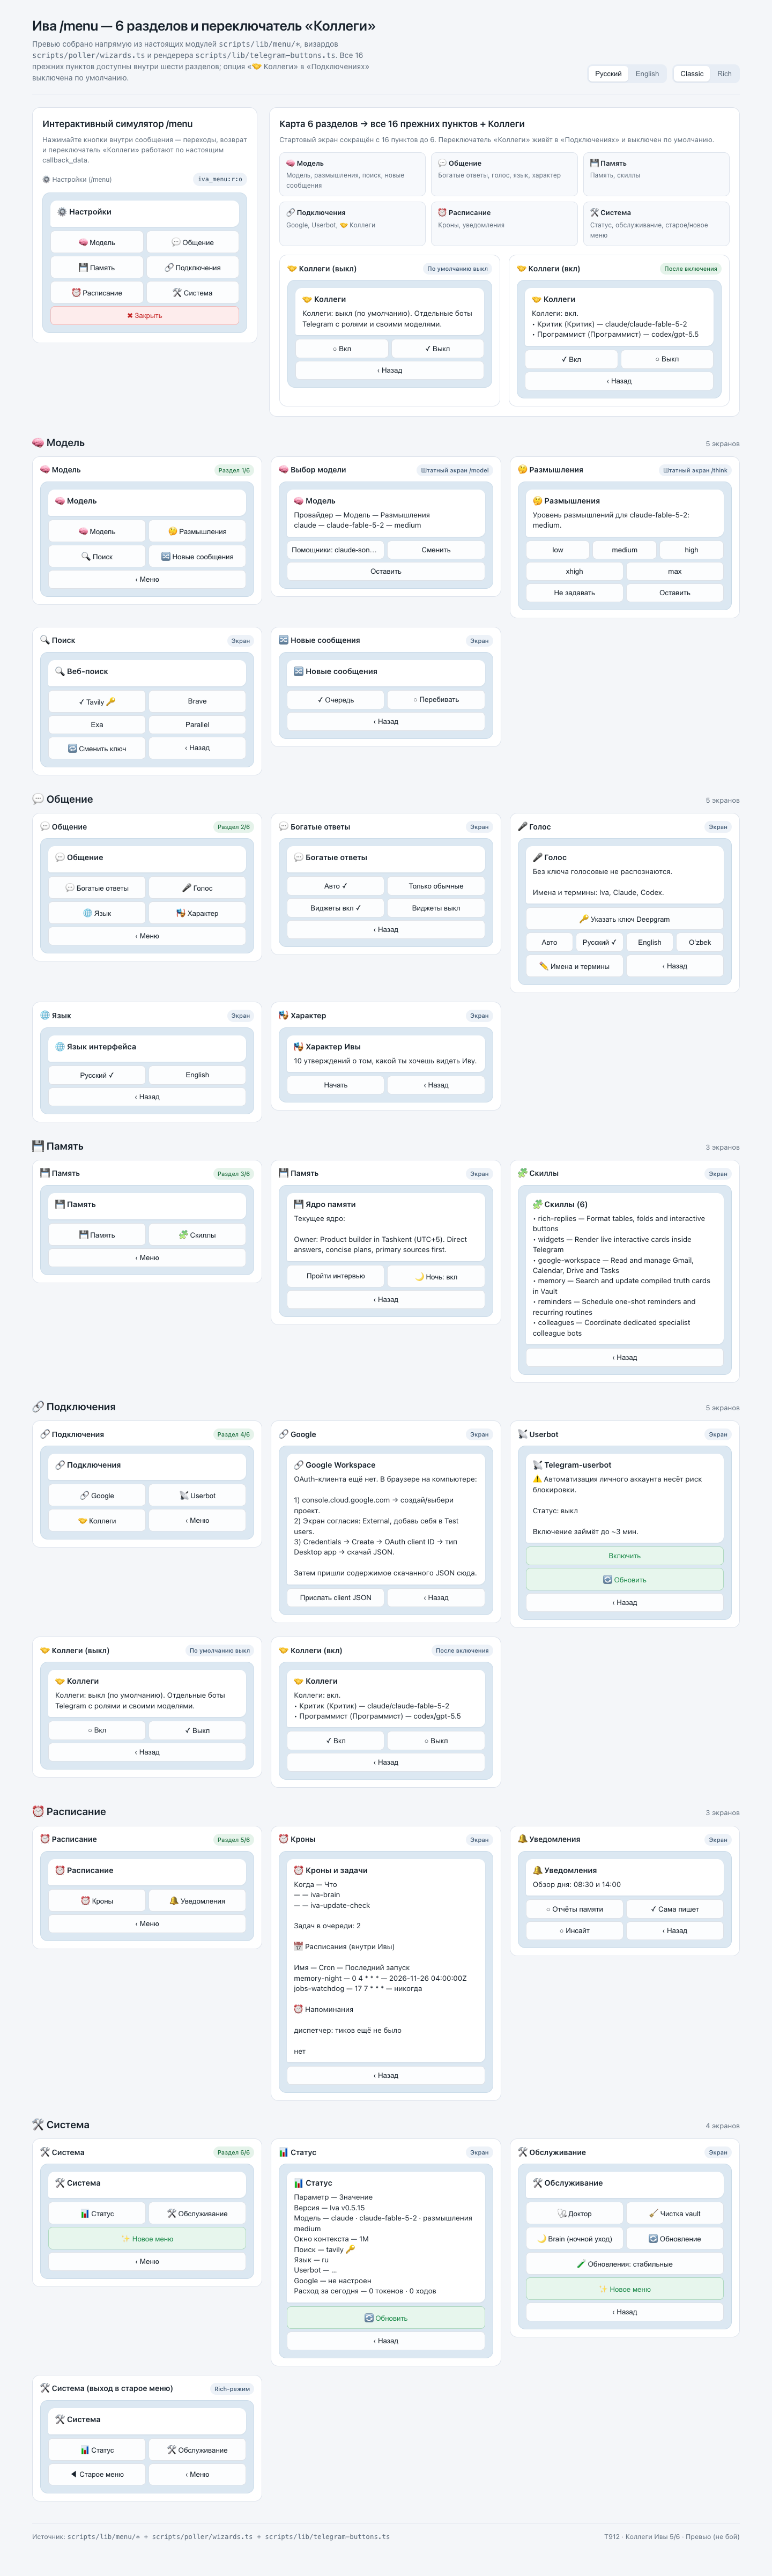 Ива /menu — 6 разделов и переключатель «Коллеги»
Превью собрано напрямую из настоящих модулей scripts/lib/menu/*, визардов
scripts/poller/wizards.ts и рендерера scripts/lib/telegram-buttons.ts. Все 16
прежних пунктов доступны внутри шести разделов; опция «🤝 Коллеги» в «Подключениях»
выключена по умолчанию.
Русский English Classic Rich
Интерактивный симулятор /menu
Нажимайте кнопки внутри сообщения — переходы, возврат
и переключатель «Коллеги» работают по настоящим
callback_data.
⚙️ Настройки (/menu) iva_menu:r:o
⚙️ Настройки
🧠 Модель 💬 Общение
💾 Память 🔗 Подключения
⏰ Расписание 🛠 Система
✖ Закрыть
Карта 6 разделов → все 16 прежних пунктов + Коллеги
Стартовый экран сокращён с 16 пунктов до 6. Переключатель «Коллеги» живёт в «Подключениях» и выключен по умолчанию.
🧠 Модель
Модель, размышления, поиск, новые
сообщения
💬 Общение
Богатые ответы, голос, язык, характер
💾 Память
Память, скиллы
🔗 Подключения
Google, Userbot, 🤝 Коллеги
⏰ Расписание
Кроны, уведомления
🛠 Система
Статус, обслуживание, старое/новое
меню
🤝 Коллеги (выкл) По умолчанию выкл
🤝 Коллеги
Коллеги: выкл (по умолчанию). Отдельные боты
Telegram с ролями и своими моделями.
○ Вкл ✓ Выкл
‹ Назад
🤝 Коллеги (вкл) После включения
🤝 Коллеги
Коллеги: вкл.
• Критик (Критик) — claude/claude-fable-5-2
• Программист (Программист) — codex/gpt-5.5
✓ Вкл ○ Выкл
‹ Назад
🧠 Модель 5 экранов
🧠 Модель Раздел 1/6
🧠 Модель
🧠 Модель 🤔 Размышления
🔍 Поиск 🔀 Новые сообщения
‹ Меню
🧠 Выбор модели Штатный экран /model
🧠 Модель
Провайдер — Модель — Размышления
claude — claude-fable-5-2 — medium
Помощники: claude-son... Сменить
Оставить
🤔 Размышления Штатный экран /think
🤔 Размышления
Уровень размышлений для claude-fable-5-2:
medium.
low medium high
xhigh max
Не задавать Оставить
🔍 Поиск Экран
🔍 Веб-поиск
✓ Tavily 🔑 Brave
Exa Parallel
🔄 Сменить ключ ‹ Назад
🔀 Новые сообщения Экран
🔀 Новые сообщения
✓ Очередь ○ Перебивать
‹ Назад
💬 Общение 5 экранов
💬 Общение Раздел 2/6
💬 Общение
💬 Богатые ответы 🎤 Голос
🌐 Язык 🎭 Характер
‹ Меню
💬 Богатые ответы Экран
💬 Богатые ответы
Авто ✓ Только обычные
Виджеты вкл ✓ Виджеты выкл
‹ Назад
🎤 Голос Экран
🎤 Голос
Без ключа голосовые не распознаются.
Имена и термины: Iva, Claude, Codex.
🔑 Указать ключ Deepgram
Авто Русский ✓ English O'zbek
✏️ Имена и термины ‹ Назад
🌐 Язык Экран
🌐 Язык интерфейса
Русский ✓ English
‹ Назад
🎭 Характер Экран
🎭 Характер Ивы
10 утверждений о том, какой ты хочешь видеть Иву.
Начать ‹ Назад
💾 Память 3 экранов
💾 Память Раздел 3/6
💾 Память
💾 Память 🧩 Скиллы
‹ Меню
💾 Память Экран
💾 Ядро памяти
Текущее ядро:
Owner: Product builder in Tashkent (UTC+5). Direct
answers, concise plans, primary sources first.
Пройти интервью 🌙 Ночь: вкл
‹ Назад
🧩 Скиллы Экран
🧩 Скиллы (6)
• rich-replies — Format tables, folds and interactive
buttons
• widgets — Render live interactive cards inside
Telegram
• google-workspace — Read and manage Gmail,
Calendar, Drive and Tasks
• memory — Search and update compiled truth cards
in Vault
• reminders — Schedule one-shot reminders and
recurring routines
• colleagues — Coordinate dedicated specialist
colleague bots
‹ Назад
🔗 Подключения 5 экранов
🔗 Подключения Раздел 4/6
🔗 Подключения
🔗 Google 📡 Userbot
🤝 Коллеги ‹ Меню
🔗 Google Экран
🔗 Google Workspace
OAuth-клиента ещё нет. В браузере на компьютере:
1) console.cloud.google.com → создай/выбери
проект.
2) Экран согласия: External, добавь себя в Test
users.
3) Credentials → Create → OAuth client ID → тип
Desktop app → скачай JSON.
Затем пришли содержимое скачанного JSON сюда.
Прислать client JSON ‹ Назад
📡 Userbot Экран
📡 Telegram-userbot
⚠️ Автоматизация личного аккаунта несёт риск
блокировки.
Статус: выкл
Включение займёт до ~3 мин.
Включить
🔄 Обновить
‹ Назад
🤝 Коллеги (выкл) По умолчанию выкл
🤝 Коллеги
Коллеги: выкл (по умолчанию). Отдельные боты
Telegram с ролями и своими моделями.
○ Вкл ✓ Выкл
‹ Назад
🤝 Коллеги (вкл) После включения
🤝 Коллеги
Коллеги: вкл.
• Критик (Критик) — claude/claude-fable-5-2
• Программист (Программист) — codex/gpt-5.5
✓ Вкл ○ Выкл
‹ Назад
⏰ Расписание 3 экранов
⏰ Расписание Раздел 5/6
⏰ Расписание
⏰ Кроны 🔔 Уведомления
‹ Меню
⏰ Кроны Экран
⏰ Кроны и задачи
Когда — Что
— — iva-brain
— — iva-update-check
Задач в очереди: 2
📅 Расписания (внутри Ивы)
Имя — Cron — Последний запуск
memory-night — 0 4 * * * — 2026-11-26 04:00:00Z
jobs-watchdog — 17 7 * * * — никогда
⏰ Напоминания
диспетчер: тиков ещё не было
нет
‹ Назад
🔔 Уведомления Экран
🔔 Уведомления
Обзор дня: 08:30 и 14:00
○ Отчёты памяти ✓ Сама пишет
○ Инсайт ‹ Назад
🛠 Система 4 экранов
🛠 Система Раздел 6/6
🛠 Система
📊 Статус 🛠 Обслуживание
✨ Новое меню
‹ Меню
📊 Статус Экран
📊 Статус
Параметр — Значение
Версия — Iva v0.5.15
Модель — claude · claude-fable-5-2 · размышления
medium
Окно контекста — 1M
Поиск — tavily 🔑
Язык — ru
Userbot — ...
Google — не настроен
Расход за сегодня — 0 токенов · 0 ходов
🔄 Обновить
‹ Назад
🛠 Обслуживание Экран
🛠 Обслуживание
🩺 Доктор 🧹 Чистка vault
🌙 Brain (ночной уход) 🔄 Обновление
🧪 Обновления: стабильные
✨ Новое меню
‹ Назад
🛠 Система (выход в старое меню) Rich-режим
🛠 Система
📊 Статус 🛠 Обслуживание
◀ Старое меню ‹ Меню
Источник: scripts/lib/menu/* + scripts/poller/wizards.ts + scripts/lib/telegram-buttons.ts T912 · Коллеги Ивы 5/6 · Превью (не бой)